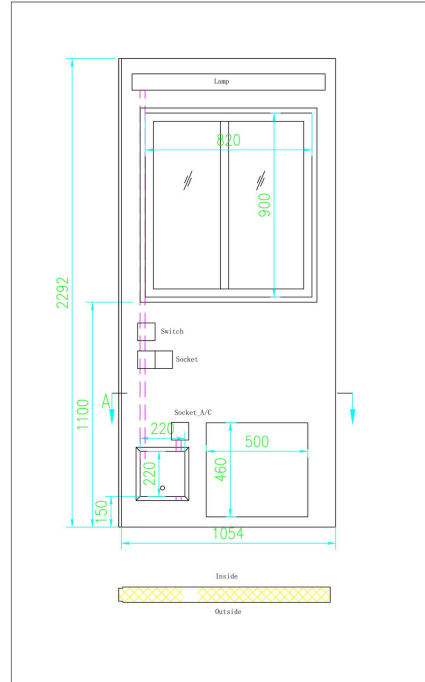 Lamp
820
900
2292
Switch
Socket
1100
A
Socket_A/C
220
500
220
460
150
1054
Inside
Outside